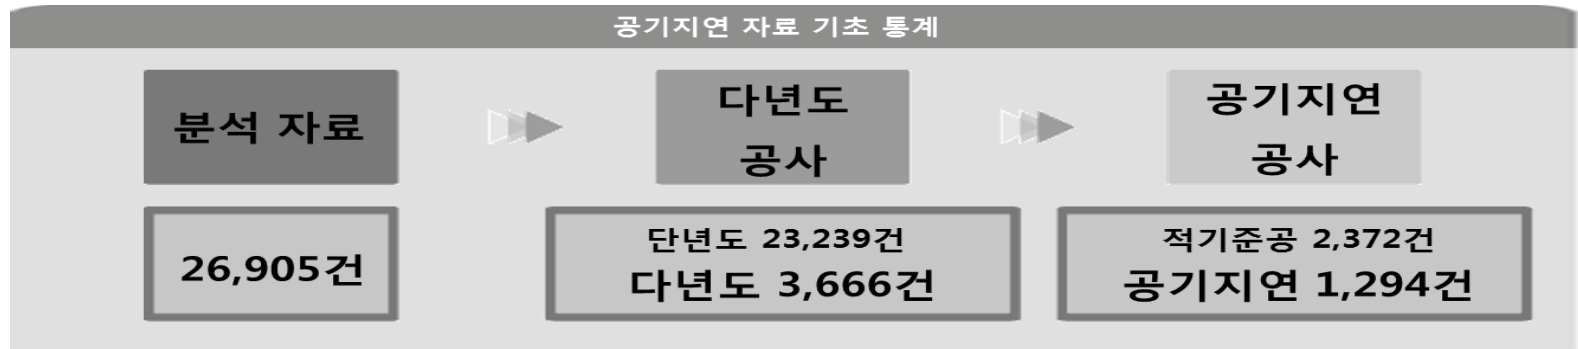 공기지연 자료 기초 통계
분석 자료
다년도
공사
공기지연
공사
26,905건
단년도 23,239건
다년도 3,666건
적기준공 2,372건
공기지연 1,294건